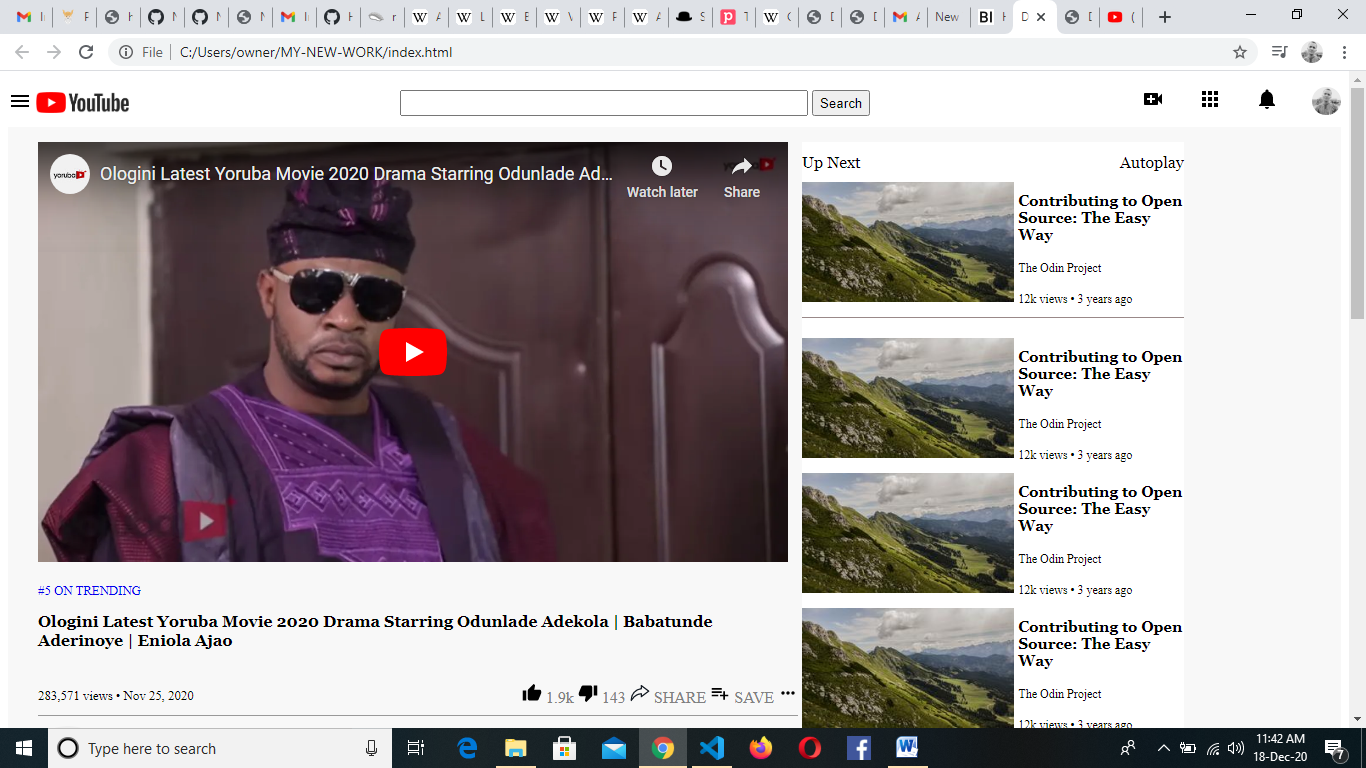 File
C:/Users/owner/MY-NEW-WORK/index.html
YouTube
Search
yoruba
Ologini Latest Yoruba Movie 2020 Drama Starring Odunlade Ad...
Watch later
Share
#5 ON TRENDING
Ologini Latest Yoruba Movie 2020 Drama Starring Odunlade Adekola | Babatunde
Aderinoye | Eniola Ajao
283,571 views • Nov 25, 2020
1.9k
143
SHARE
SAVE
Up Next
Autoplay
Contributing to Open
Source: The Easy
Way
The Odin Project
12k views • 3 years ago
Contributing to Open
Source: The Easy
Way
The Odin Project
12k views • 3 years ago
Contributing to Open
Source: The Easy
Way
The Odin Project
12k views • 3 years ago
Contributing to Open
Source: The Easy
Way
The Odin Project
12k views • 3 years ago
Type here to search
11:42 AM
18-Dec-20
7